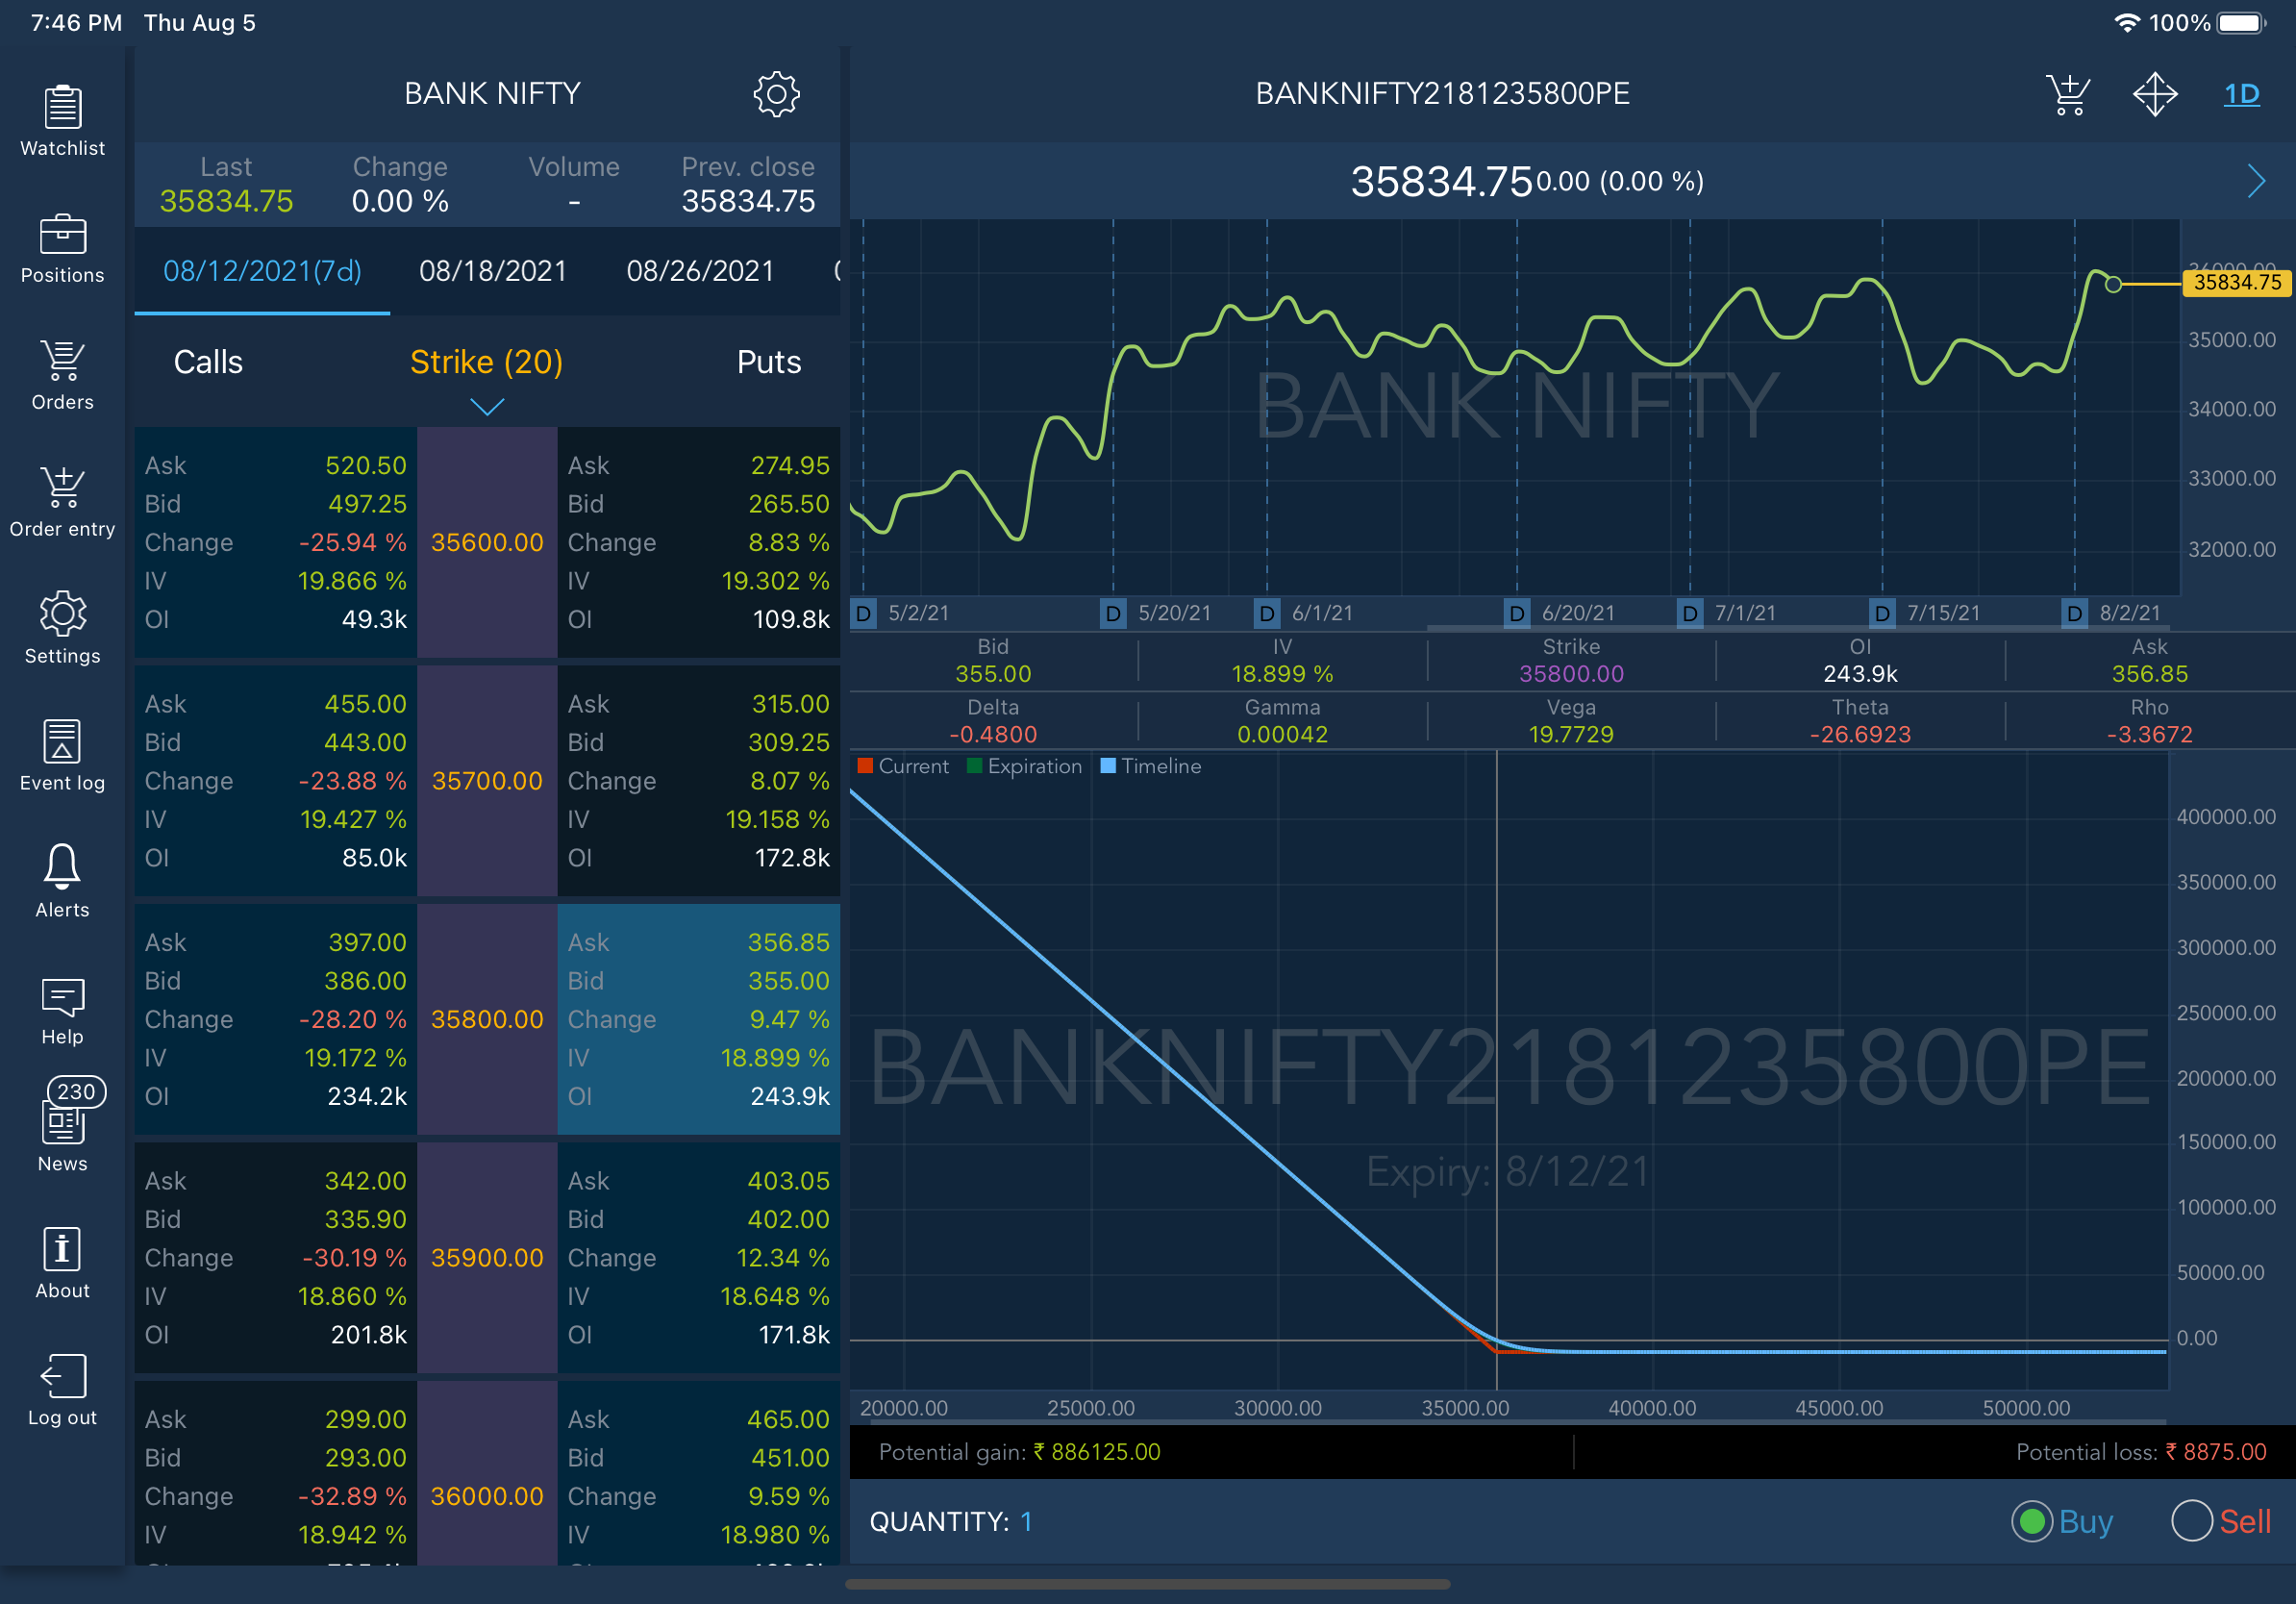 7:46 PM Thu Aug 5
100%
Watchlist
Positions
Orders
Order entry
Settings
Event log
Alerts
Help
230
News
About
Log out
BANK NIFTY
Last Change Volume Prev. close
35834.75 0.00 % - 35834.75
08/12/2021(7d) 08/18/2021 08/26/2021
Calls Strike (20) Puts
Ask 520.50 Ask 274.95
Bid 497.25 Bid 265.50
Change -25.94 % 35600.00 Change 8.83 %
IV 19.866 % IV 19.302 %
OI 49.3k OI 109.8k
Ask 455.00 Ask 315.00
Bid 443.00 Bid 309.25
Change -23.88 % 35700.00 Change 8.07 %
IV 19.427 % IV 19.158 %
OI 85.0k OI 172.8k
Ask 397.00 Ask 356.85
Bid 386.00 Bid 355.00
Change -28.20 % 35800.00 Change 9.47 %
IV 19.172 % IV 18.899 %
OI 234.2k OI 243.9k
Ask 342.00 Ask 403.05
Bid 335.90 Bid 402.00
Change -30.19 % 35900.00 Change 12.34 %
IV 18.860 % IV 18.648 %
OI 201.8k OI 171.8k
Ask 299.00 Ask 465.00
Bid 293.00 Bid 451.00
Change -32.89 % 36000.00 Change 9.59 %
IV 18.942 % IV 18.980 %
BANKNIFTY2181235800PE
1D
35834.75 0.00 (0.00 %)
35834.75
35000.00
34000.00
33000.00
32000.00
BANK NIFTY
D 5/2/21 D 5/20/21 D 6/1/21 D 6/20/21 D 7/1/21 D 7/15/21 D 8/2/21
Bid IV Strike OI Ask
355.00 18.899 % 35800.00 243.9k 356.85
Delta Gamma Vega Theta Rho
-0.4800 0.00042 19.7729 -26.6923 -3.3672
Current Expiration Timeline
400000.00
350000.00
300000.00
250000.00
200000.00
150000.00
100000.00
50000.00
0.00
BANKNIFTY2181235800PE
Expiry: 8/12/21
20000.00 25000.00 30000.00 35000.00 40000.00 45000.00 50000.00
Potential gain: ₹ 886125.00 Potential loss: ₹ 8875.00
QUANTITY: 1 Buy Sell